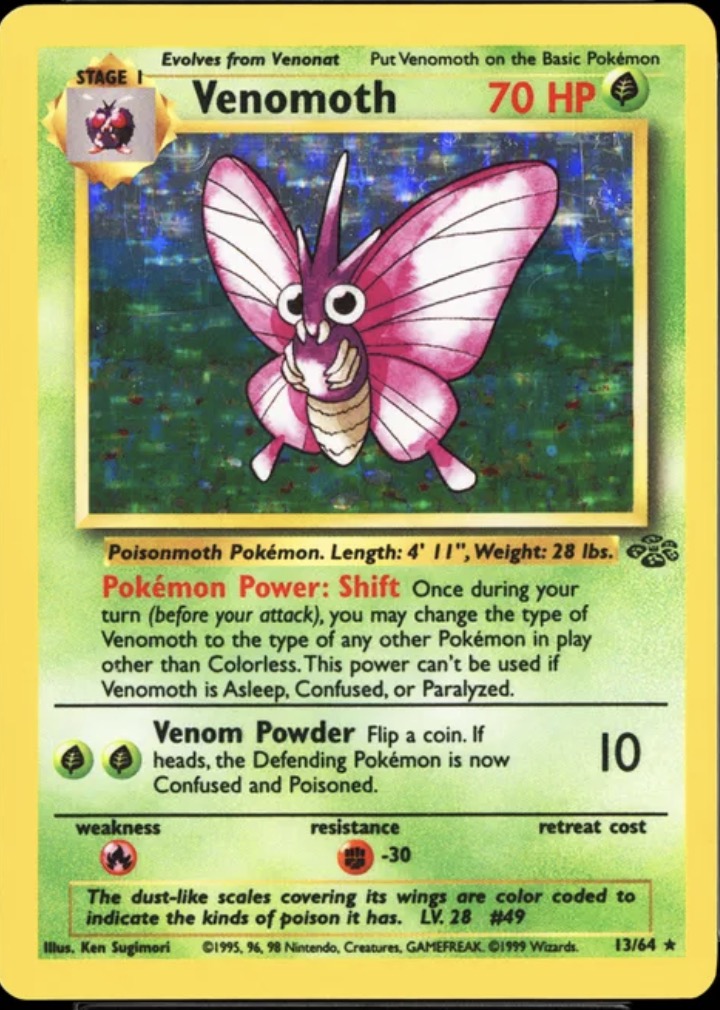 Evolves from Venonat Put Venomoth on the Basic Pokémon
STAGE 1
Venomoth 70 HP
Poisonmoth Pokémon. Length: 4' 11", Weight: 28 lbs.
Pokémon Power: Shift Once during your
turn (before your attack), you may change the type of
Venomoth to the type of any other Pokémon in play
other than Colorless. This power can't be used if
Venomoth is Asleep, Confused, or Paralyzed.
Venom Powder Flip a coin. If
heads, the Defending Pokémon is now
Confused and Poisoned.
10
weakness resistance retreat cost
-30
The dust-like scales covering its wings are color coded to
indicate the kinds of poison it has. LV. 28 #49
Illus. Ken Sugimori ©1995, 96, 98 Nintendo, Creatures, GAMEFREAK. ©1999 Wizards. 13/64 ★